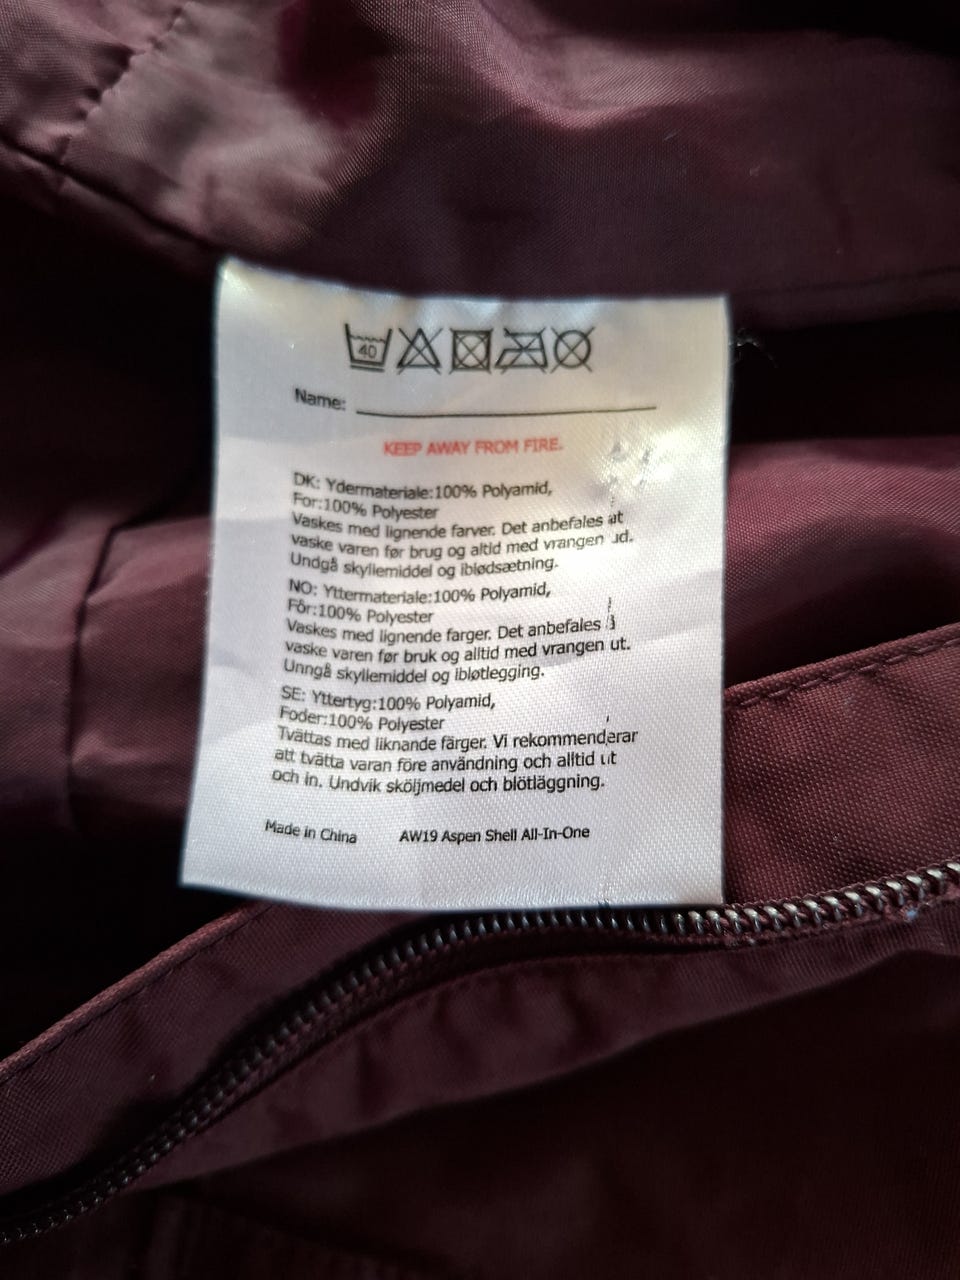 40
Name:
KEEP AWAY FROM FIRE.
DK: Ydermateriale:100% Polyamid,
For:100% Polyester
Vaskes med lignende farver. Det anbefales at
vaske varen før brug og altid med vrangen ud.
Undgå skyllemiddel og iblødsætning.
NO: Yttermateriale:100% Polyamid,
Fôr:100% Polyester
Vaskes med lignende farger. Det anbefales å
vaske varen før bruk og alltid med vrangen ut.
Unngå skyllemiddel og ibløtlegging.
SE: Yttertyg:100% Polyamid,
Foder:100% Polyester
Tvättas med liknande färger. Vi rekommenderar
att tvätta varan före användning och alltid ut
och in. Undvik sköljmedel och blötläggning.
Made in China AW19 Aspen Shell All-In-One